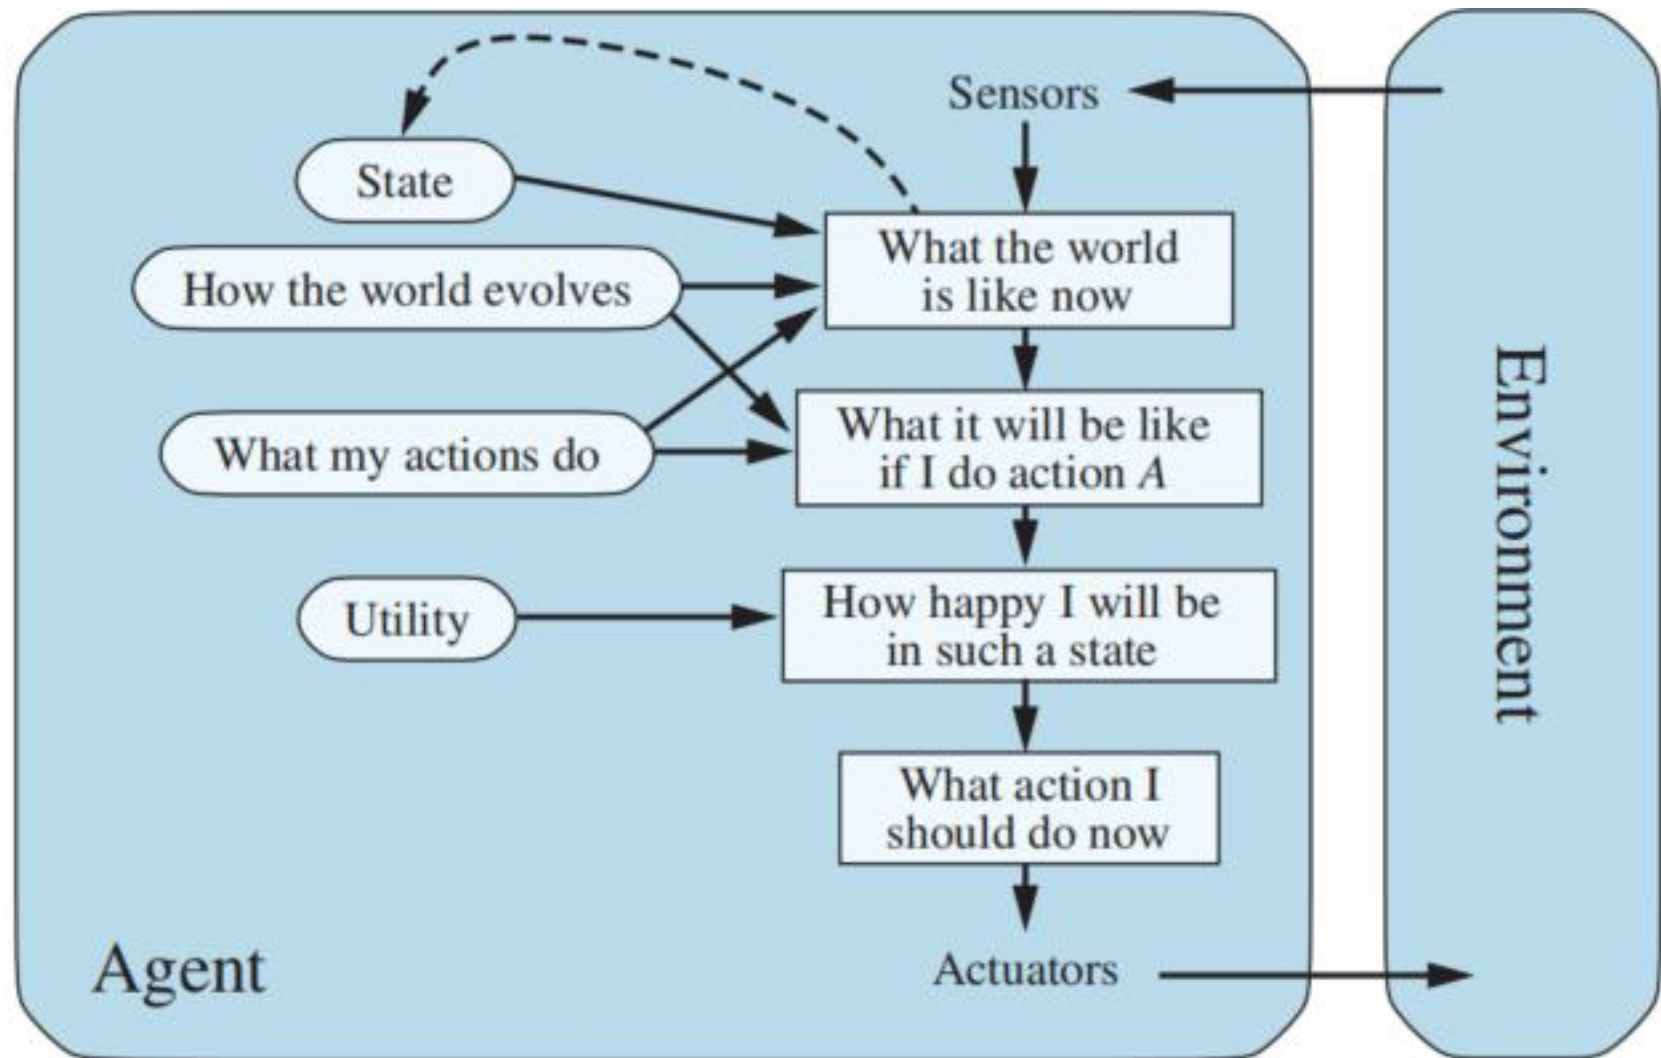 Sensors
State
What the world
is like now
How the world evolves
What my actions do
What it will be like
if I do action A
Utility
How happy I will be
in such a state
What action I
should do now
Agent
Actuators
Environment